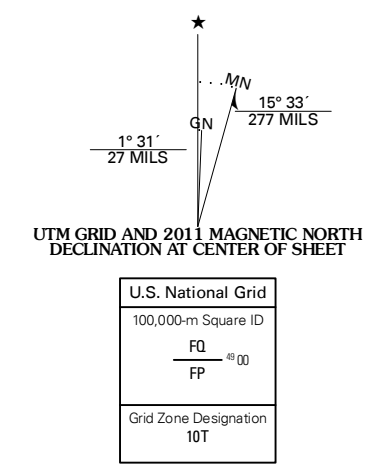 ★
MN
GN
15° 33´
277 MILS
1° 31´
27 MILS
UTM GRID AND 2011 MAGNETIC NORTH
DECLINATION AT CENTER OF SHEET
U.S. National Grid
100,000-m Square ID
FQ
49 00
FP
Grid Zone Designation
10T